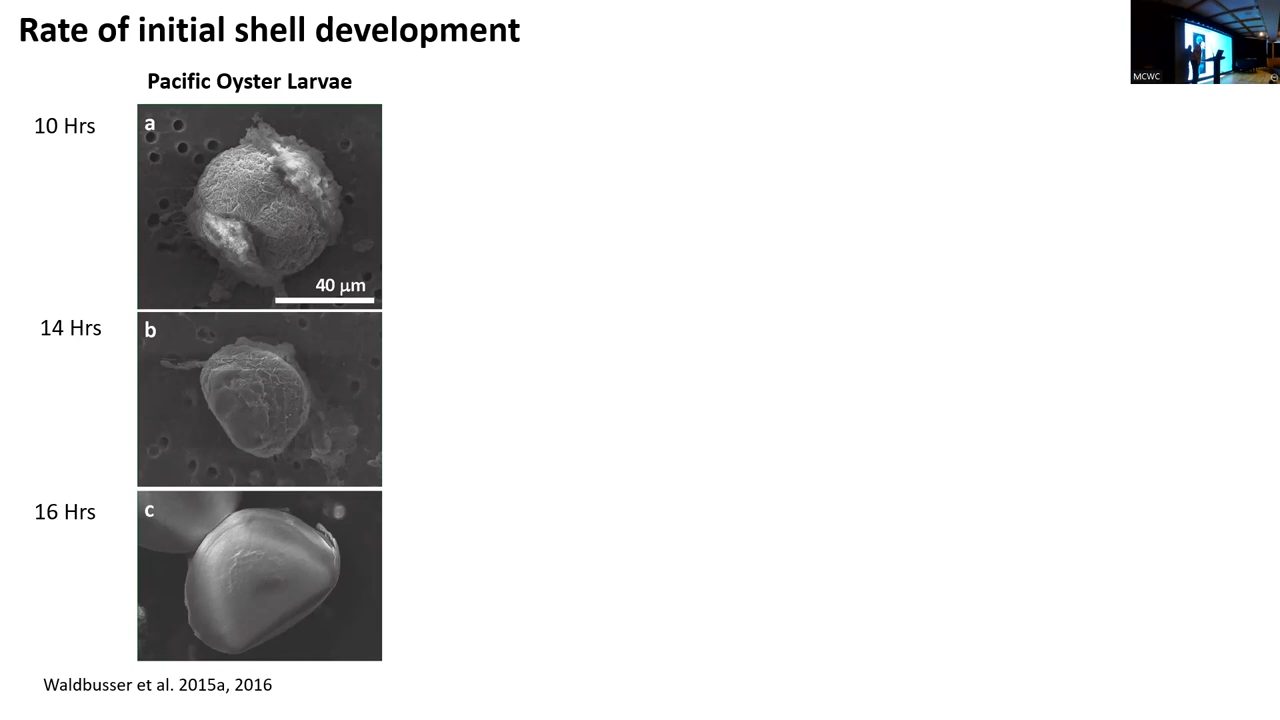 Rate of initial shell development
Pacific Oyster Larvae
10 Hrs
a
40 μm
14 Hrs
b
16 Hrs
c
Waldbusser et al. 2015a, 2016
MCWC